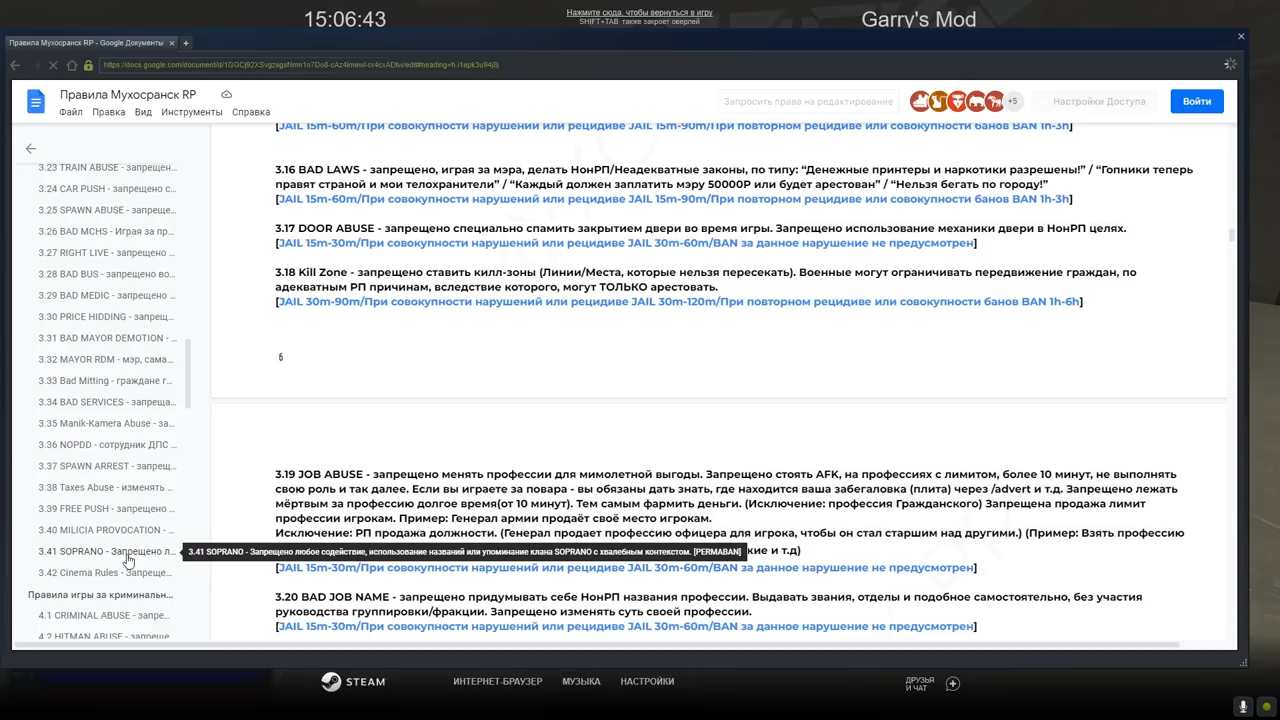 15:06:43
Нажмите сюда, чтобы вернуться в игру
SHIFT+TAB также закроет оверлей
Garry's Mod
Правила Мухосранск RP - Google Документы
Правила Мухосранск RP
Файл Правка Вид Инструменты Справка
Запросить права на редактирование
+5
Настройки Доступа
Войти
3.23 TRAIN ABUSE - запрещен...
3.24 CAR PUSH - запрещено с...
3.25 SPAWN ABUSE - запреще...
3.26 BAD MCHS - Играя за пр...
3.27 RIGHT LIVE - запрещено ...
3.28 BAD BUS - запрещено во...
3.29 BAD MEDIC - запрещено ...
3.30 PRICE HIDDING - запрещ...
3.31 BAD MAYOR DEMOTION - ...
3.32 MAYOR RDM - мэр, сама...
3.33 Bad Mitting - граждане г...
3.34 BAD SERVICES - запреща...
3.35 Manik-Kamera Abuse - за...
3.36 NOPDD - сотрудник ДПС ...
3.37 SPAWN ARREST - запрещ...
3.38 Taxes Abuse - изменять ...
3.39 FREE PUSH - запрещено ...
3.40 MILICIA PROVOCATION - ...
3.41 SOPRANO - Запрещено л...
3.42 Cinema Rules - Запреще...
Правила игры за криминальн...
4.1 CRIMINAL ABUSE - запре...
4.2 HITMAN ABUSE - запреще...
[JAIL 15m-60m/При совокупности нарушений или рецидиве JAIL 15m-90m/При повторном рецидиве или совокупности банов BAN 1h-3h]
3.16 BAD LAWS - запрещено, играя за мэра, делать НонРП/Неадекватные законы, по типу: “Денежные принтеры и наркотики разрешены!” / “Гопники теперь
правят страной и мои телохранители” / “Каждый должен заплатить мэру 50000Р или будет арестован” / “Нельзя бегать по городу!”
[JAIL 15m-60m/При совокупности нарушений или рецидиве JAIL 15m-90m/При повторном рецидиве или совокупности банов BAN 1h-3h]
3.17 DOOR ABUSE - запрещено специально спамить закрытием двери во время игры. Запрещено использование механики двери в НонРП целях.
[JAIL 15m-30m/При совокупности нарушений или рецидиве JAIL 30m-60m/BAN за данное нарушение не предусмотрен]
3.18 Kill Zone - запрещено ставить килл-зоны (Линии/Места, которые нельзя пересекать). Военные могут ограничивать передвижение граждан, по
адекватным РП причинам, вследствие которого, могут ТОЛЬКО арестовать.
[JAIL 30m-90m/При совокупности нарушений или рецидиве JAIL 30m-120m/При повторном рецидиве или совокупности банов BAN 1h-6h]
6
3.19 JOB ABUSE - запрещено менять профессии для мимолетной выгоды. Запрещено стоять AFK, на профессиях с лимитом, более 10 минут, не выполнять
свою роль и так далее. Если вы играете за повара - вы обязаны дать знать, где находится ваша забегаловка (плита) через /advert и т.д. Запрещено лежать
мёртвым за профессию долгое время(от 10 минут). Тем самым фармить деньги. (Исключение: профессия Гражданского) Запрещена продажа лимит
профессии игрокам. Пример: Генерал армии продаёт своё место игрокам.
Исключение: РП продажа должности. (Генерал продает профессию офицера для игрока, чтобы он стал старшим над другими.) (Пример: Взять профессию
3.41 SOPRANO - Запрещено любое содействие, использование названий или упоминание клана SOPRANO с хвалебным контекстом. [PERMABAN]
кие и т.д)
[JAIL 15m-30m/При совокупности нарушений или рецидиве JAIL 30m-60m/BAN за данное нарушение не предусмотрен]
3.20 BAD JOB NAME - запрещено придумывать себе НонРП названия профессии. Выдавать звания, отделы и подобное самостоятельно, без участия
руководства группировки/фракции. Запрещено изменять суть своей профессии.
[JAIL 15m-30m/При совокупности нарушений или рецидиве JAIL 30m-60m/BAN за данное нарушение не предусмотрен]
STEAM
ИНТЕРНЕТ-БРАУЗЕР МУЗЫКА НАСТРОЙКИ
ДРУЗЬЯ
И ЧАТ